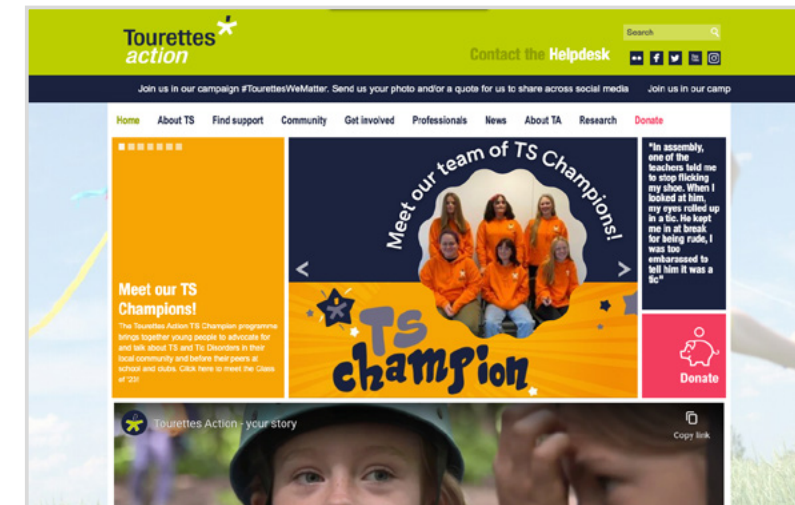 Tourettes
action
Search
Contact the Helpdesk
Join us in our campaign #TourettesWeMatter. Send us your photo and/or a quote for us to share across social media
Join us in our camp
Home About TS Find support Community Get involved Professionals News About TA Research Donate
Meet our TS
Champions!
The Tourettes Action TS Champion programme
brings together young people to advocate for
and talk about TS and Tic Disorders in their
local community and before their peers at
school and clubs. Click here to meet the Class
of '23!
Meet our team of TS Champions!
TS
champion
"In assembly,
one of the
teachers told me
to stop flicking
my shoe. When I
looked at him,
my eyes rolled up
in a tic. He kept
me in at break
for being rude, I
was too
embarassed to
tell him it was a
tic"
Donate
Tourettes Action - your story
Copy link